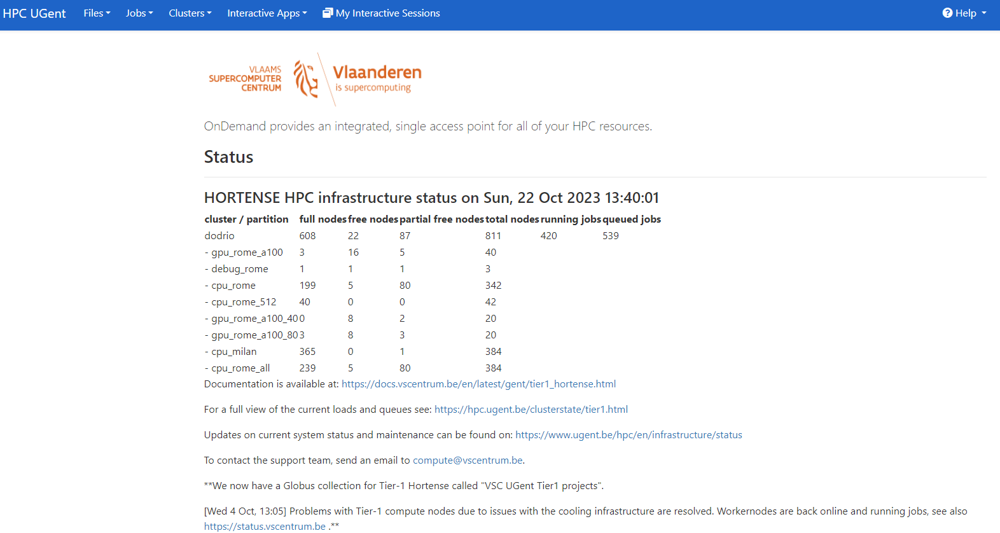 HPC UGent Files Jobs Clusters Interactive Apps My Interactive Sessions Help
VLAAMS
SUPERCOMPUTER
CENTRUM
Vlaanderen
is supercomputing
OnDemand provides an integrated, single access point for all of your HPC resources.
Status
HORTENSE HPC infrastructure status on Sun, 22 Oct 2023 13:40:01
cluster / partition full nodes free nodes partial free nodes total nodes running jobs queued jobs
dodrio 608 22 87 811 420 539
- gpu_rome_a100 3 16 5 40
- debug_rome 1 1 1 3
- cpu_rome 199 5 80 342
- cpu_rome_512 40 0 0 42
- gpu_rome_a100_40 0 8 2 20
- gpu_rome_a100_80 3 8 3 20
- cpu_milan 365 0 1 384
- cpu_rome_all 239 5 80 384
Documentation is available at: https://docs.vscentrum.be/en/latest/gent/tier1_hortense.html
For a full view of the current loads and queues see: https://hpc.ugent.be/clusterstate/tier1.html
Updates on current system status and maintenance can be found on: https://www.ugent.be/hpc/en/infrastructure/status
To contact the support team, send an email to compute@vscentrum.be.
**We now have a Globus collection for Tier-1 Hortense called "VSC UGent Tier1 projects".
[Wed 4 Oct, 13:05] Problems with Tier-1 compute nodes due to issues with the cooling infrastructure are resolved. Workernodes are back online and running jobs, see also
https://status.vscentrum.be .**